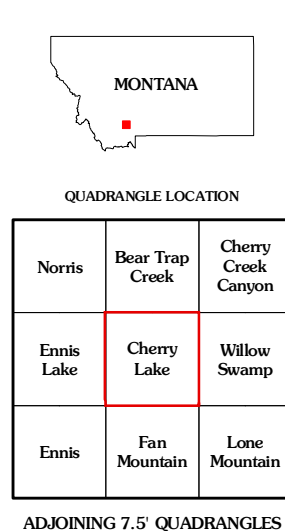 MONTANA
QUADRANGLE LOCATION
Norris
Bear Trap
Creek
Cherry
Creek
Canyon
Ennis
Lake
Cherry
Lake
Willow
Swamp
Ennis
Fan
Mountain
Lone
Mountain
ADJOINING 7.5' QUADRANGLES